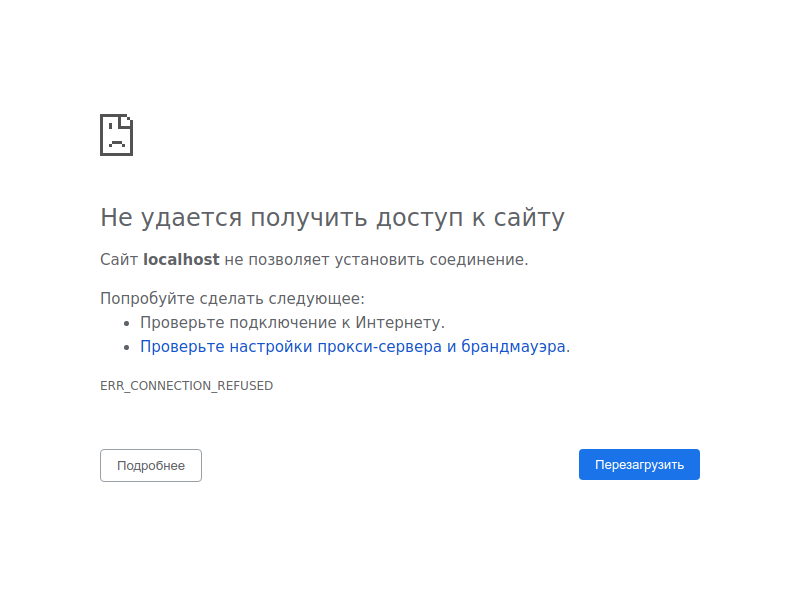 Не удается получить доступ к сайту
Сайт localhost не позволяет установить соединение.
Попробуйте сделать следующее:
Проверьте подключение к Интернету.
Проверьте настройки прокси-сервера и брандмауэра.
ERR_CONNECTION_REFUSED
Подробнее
Перезагрузить